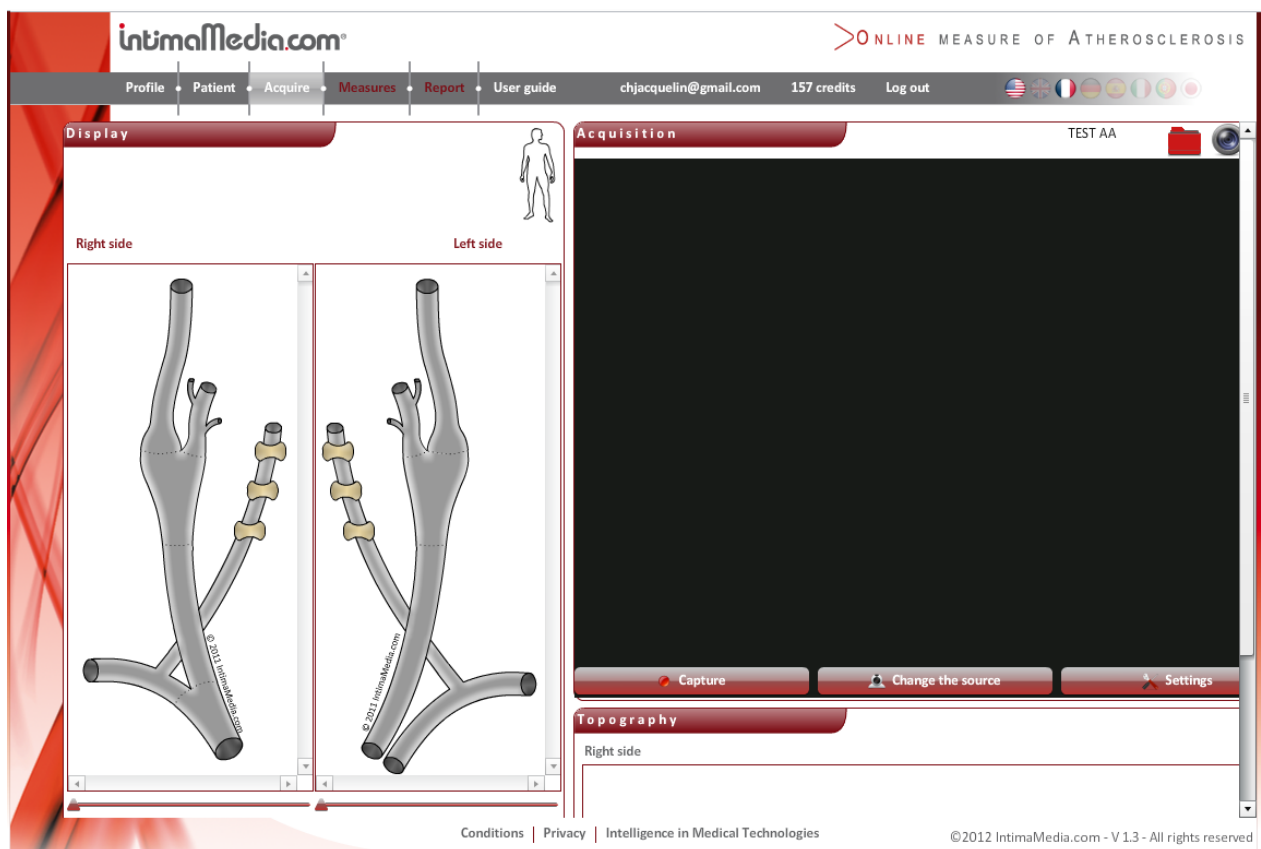 intimaMedia.com®
ONLINE MEASURE OF ATHEROSCLEROSIS
Profile Patient Acquire Measures Report User guide chjacquelin@gmail.com 157 credits Log out
Display
Right side Left side
© 2011 IntimaMedia.com
© 2011 IntimaMedia.com
Acquisition TEST AA
Capture Change the source Settings
Topography
Right side
Conditions | Privacy | Intelligence in Medical Technologies
©2012 IntimaMedia.com - V 1.3 - All rights reserved